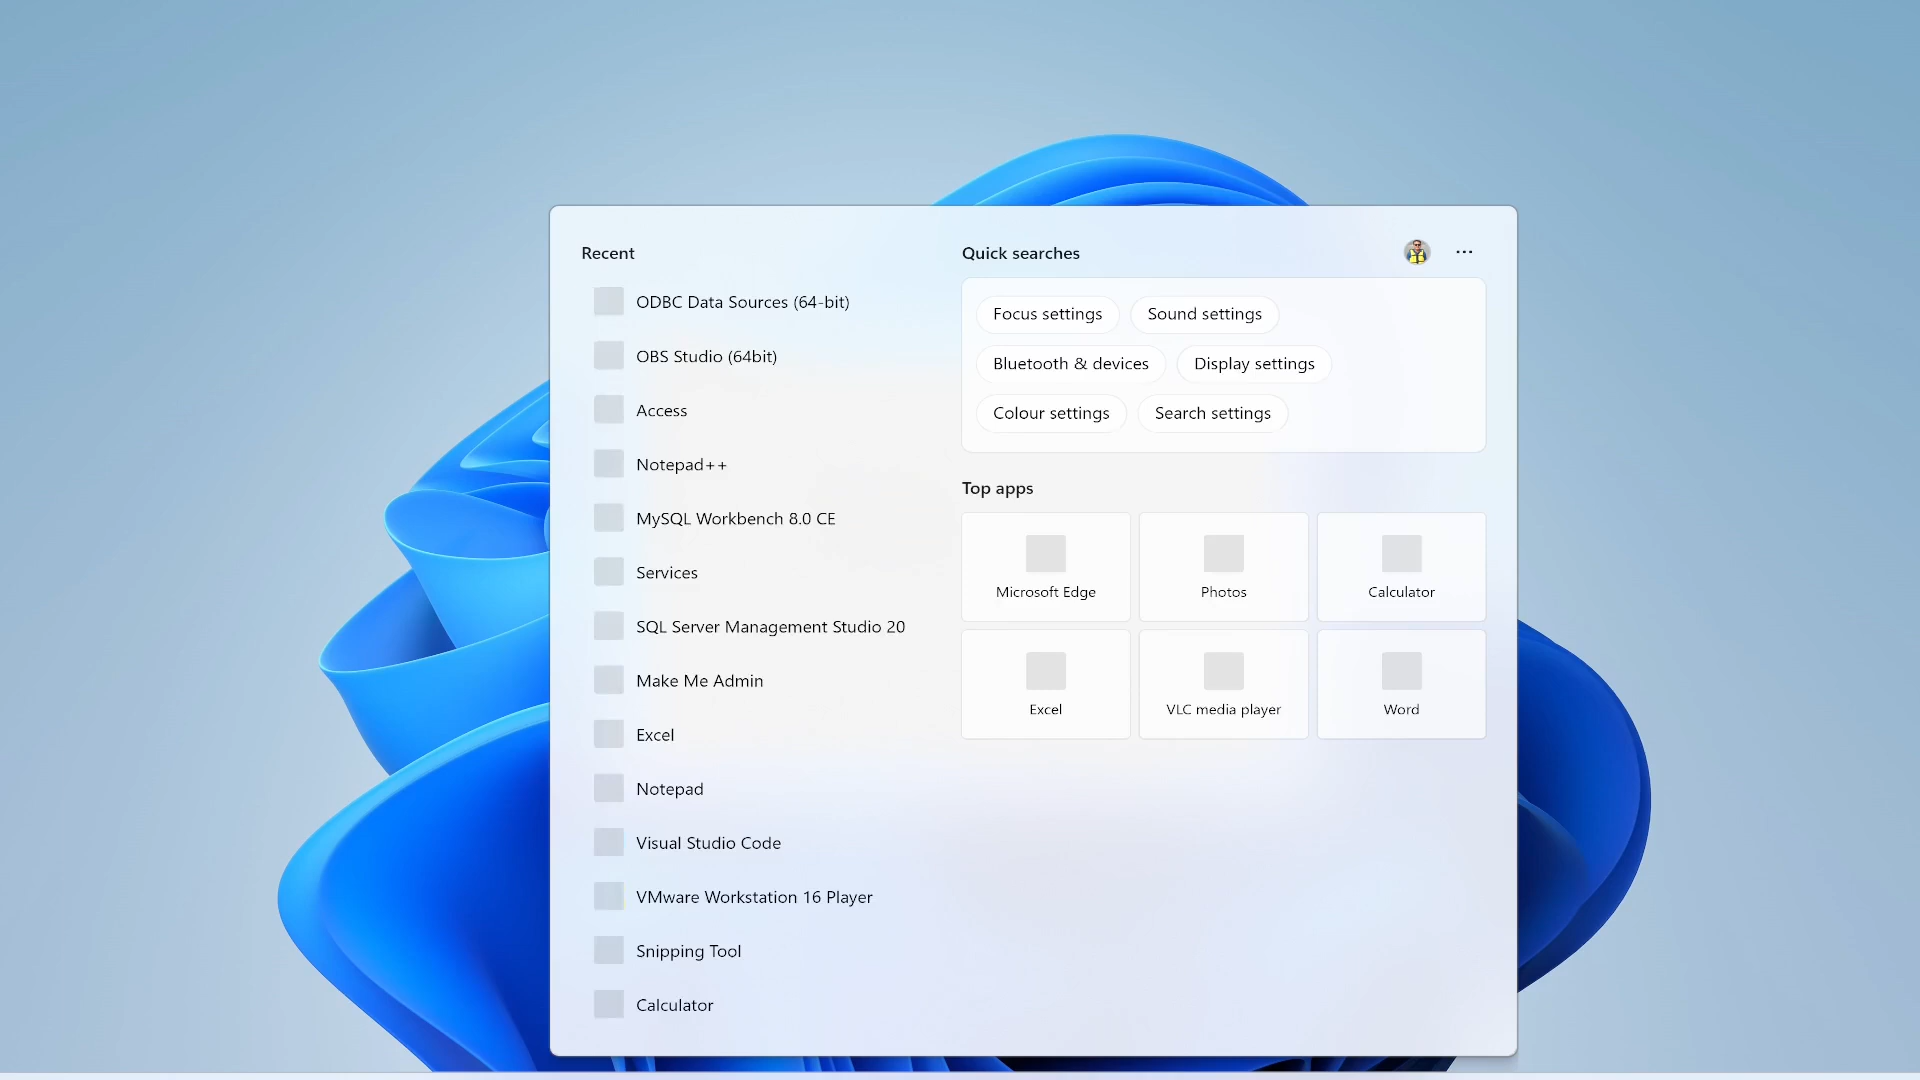 Recent
ODBC Data Sources (64-bit)
OBS Studio (64bit)
Access
Notepad++
MySQL Workbench 8.0 CE
Services
SQL Server Management Studio 20
Make Me Admin
Excel
Notepad
Visual Studio Code
VMware Workstation 16 Player
Snipping Tool
Calculator
Quick searches
Focus settings
Sound settings
Bluetooth & devices
Display settings
Colour settings
Search settings
Top apps
Microsoft Edge
Photos
Calculator
Excel
VLC media player
Word